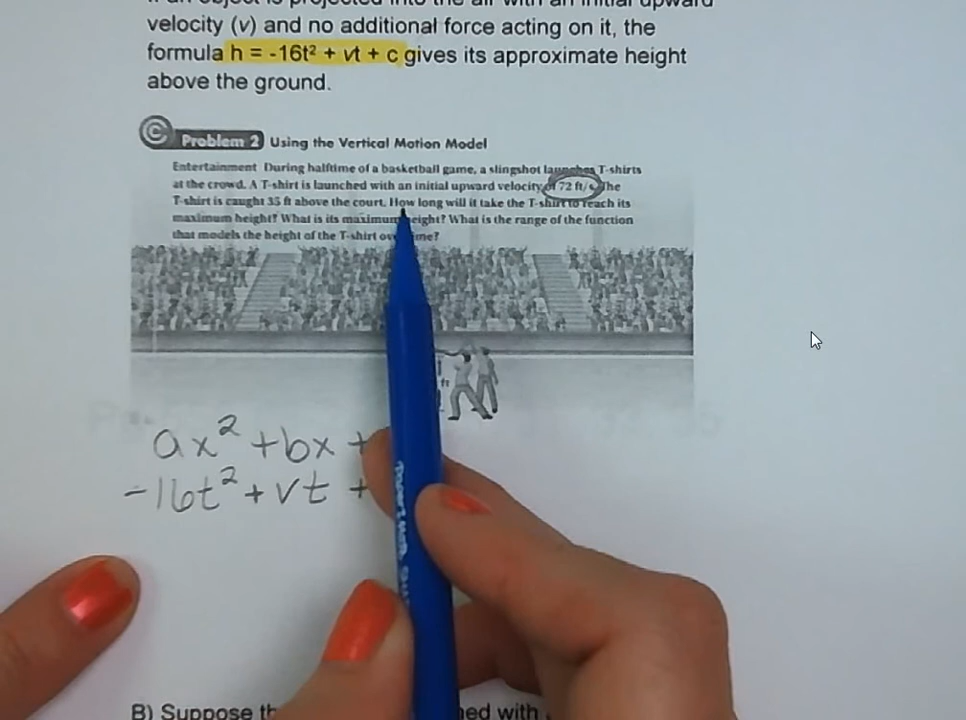 velocity (v) and no additional force acting on it, the
formula h = -16t² + vt + c gives its approximate height
above the ground.
C Problem 2 Using the Vertical Motion Model
Entertainment During halftime of a basketball game, a slingshot launches T-shirts
at the crowd. A T-shirt is launched with an initial upward velocity of 72 ft/s. The
T-shirt is caught 35 ft above the court. How long will it take the T-shirt to reach its
maximum height? What is its maximum height? What is the range of the function
that models the height of the T-shirt over time?
ft
ax² + bx +
-16t² + vt +
B) Suppose ned with